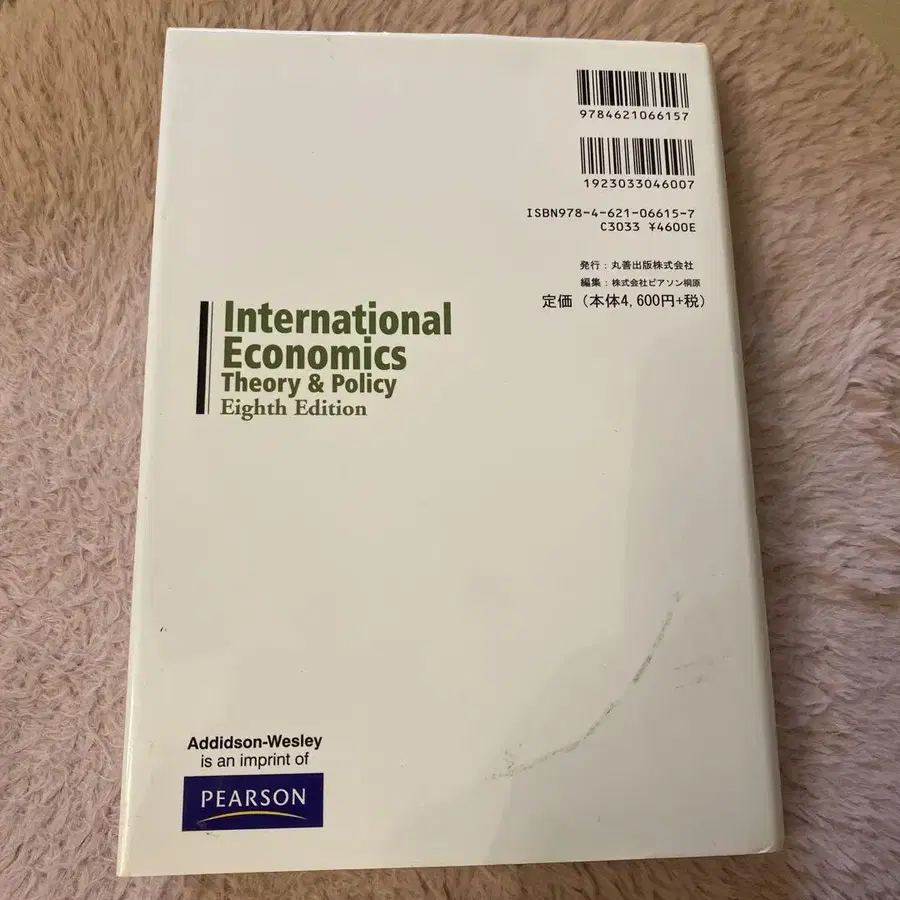 9784621066157
1923033046007
ISBN978-4-621-06615-7
C3033 ¥4600E
発行：丸善出版株式会社
編集：株式会社ピアソン桐原
定価（本体4,600円+税）
International
Economics
Theory & Policy
Eighth Edition
Addidson-Wesley
is an imprint of
PEARSON